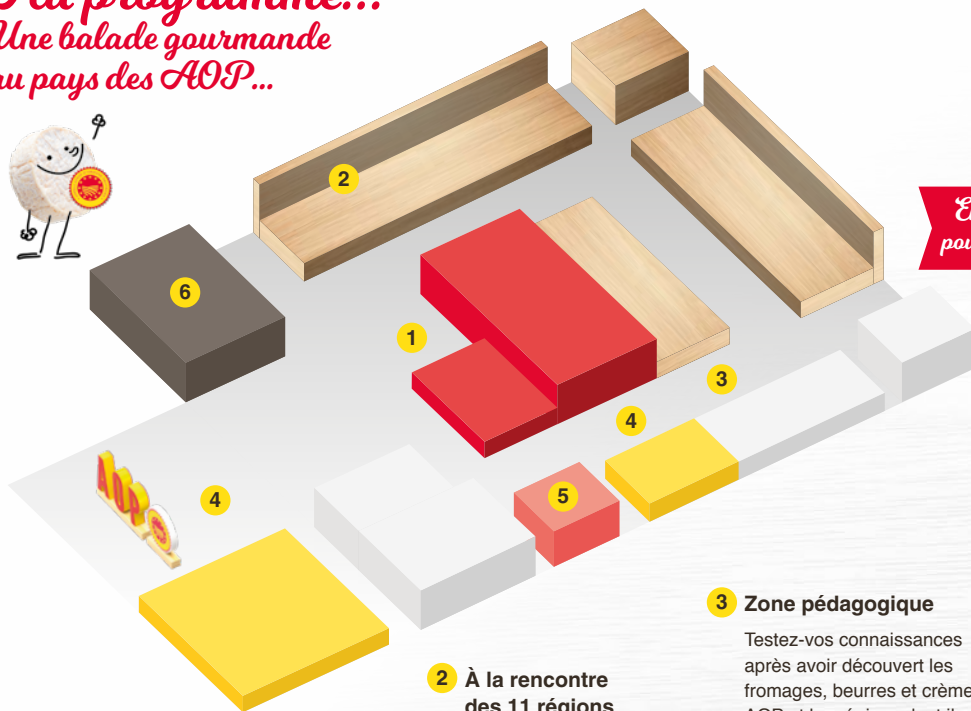 programme...
Une balade gourmande
au pays des AOP...
2
6
1
3
4
4
5
AOP
3 Zone pédagogique
Testez-vos connaissances
après avoir découvert les
fromages, beurres et crème
2 À la rencontre
des 11 régions